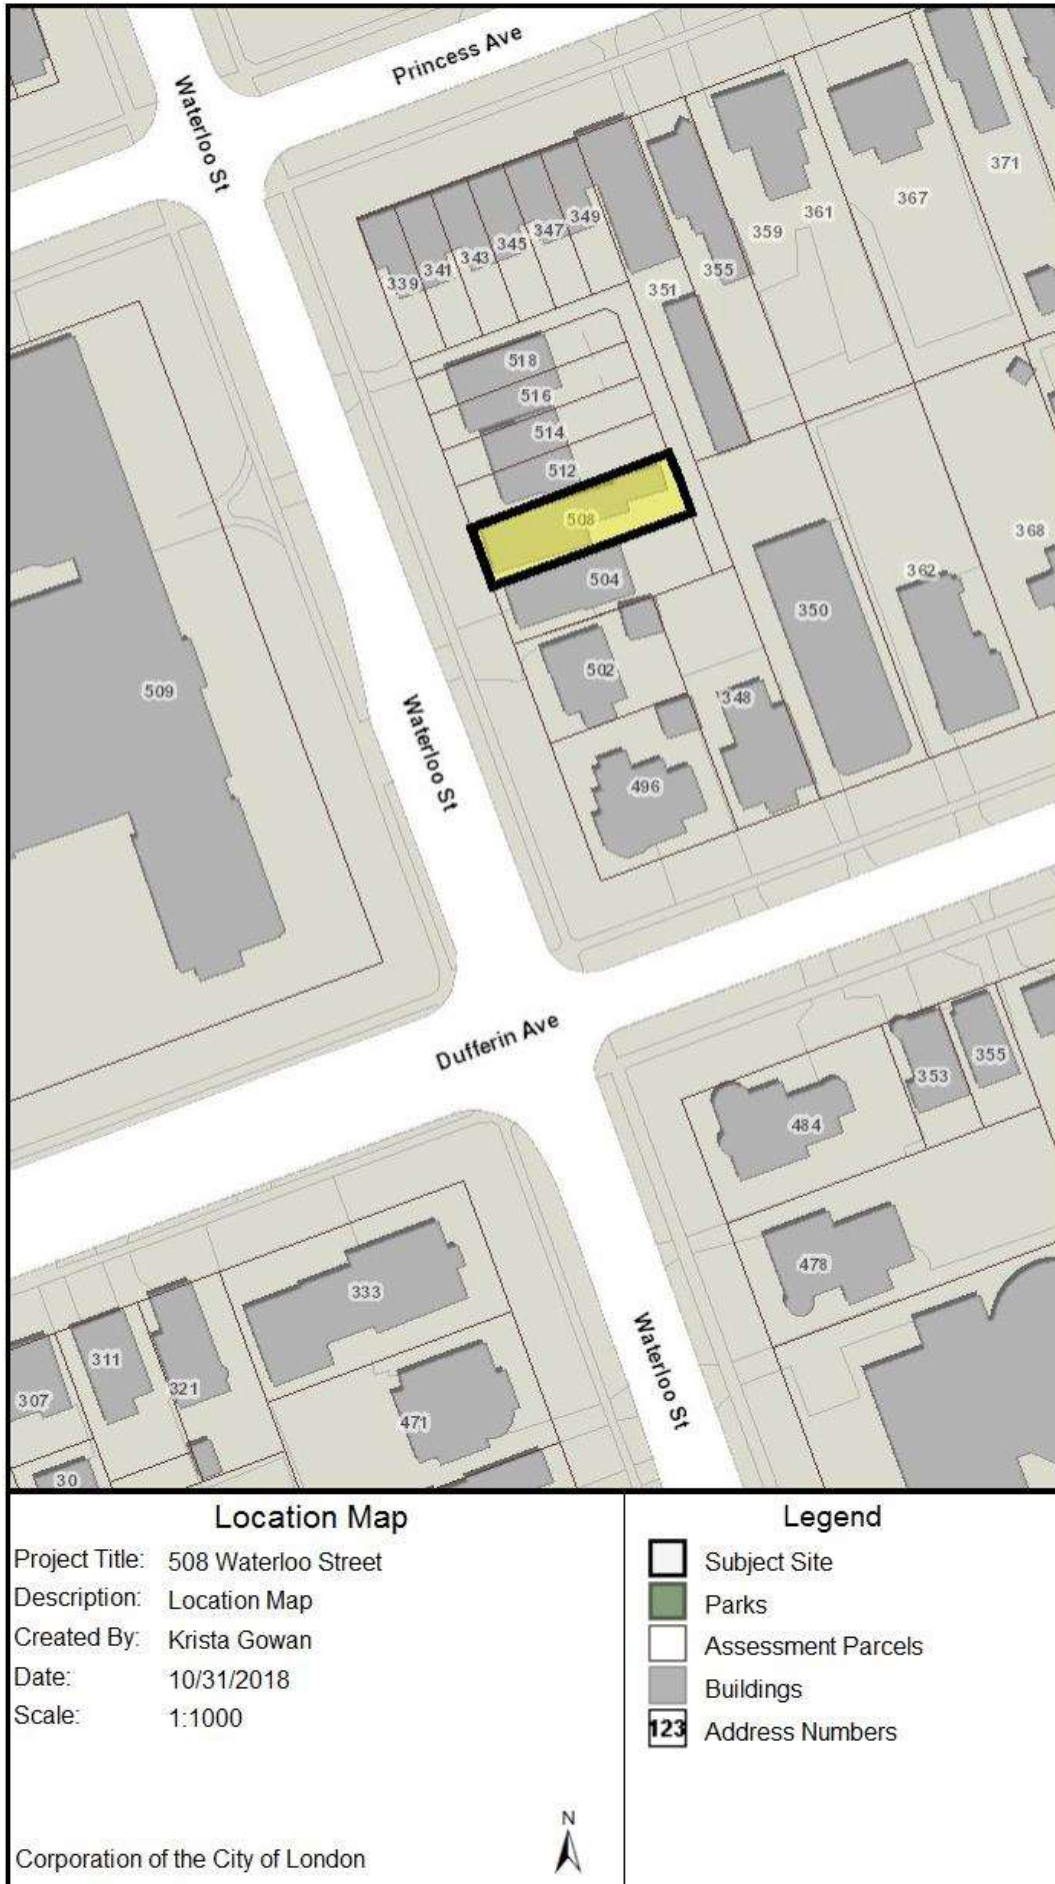 Princess Ave
Waterloo St
371
367
361
359
349
347
345
343
341
339
355
351
518
516
514
512
508
504
368
362
350
509
502
348
496
Waterloo St
Dufferin Ave
355
353
484
478
333
311
321
307
471
30
Waterloo St
Location Map
Project Title: 508 Waterloo Street
Description: Location Map
Created By: Krista Gowan
Date: 10/31/2018
Scale: 1:1000
Corporation of the City of London
N
Legend
Subject Site
Parks
Assessment Parcels
Buildings
123 Address Numbers